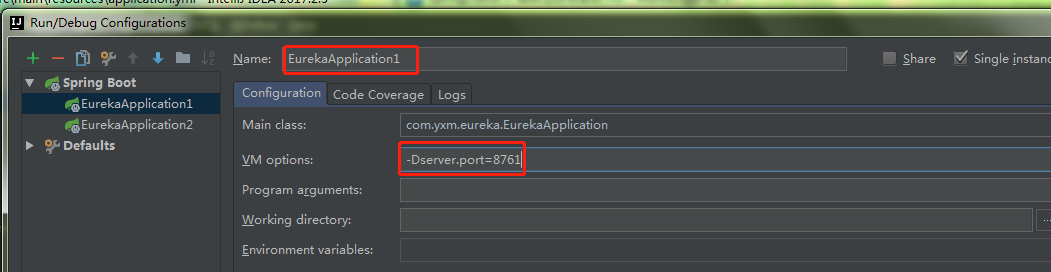 src\main\resources\application.yml - IntelliJ IDEA 2017.2.5
Run/Debug Configurations
Name: EurekaApplication1
Share
Single instanc
Spring Boot
EurekaApplication1
EurekaApplication2
Defaults
Configuration
Code Coverage
Logs
Main class: com.yxm.eureka.EurekaApplication
VM options: -Dserver.port=8761
Program arguments:
Working directory:
...
Environment variables: